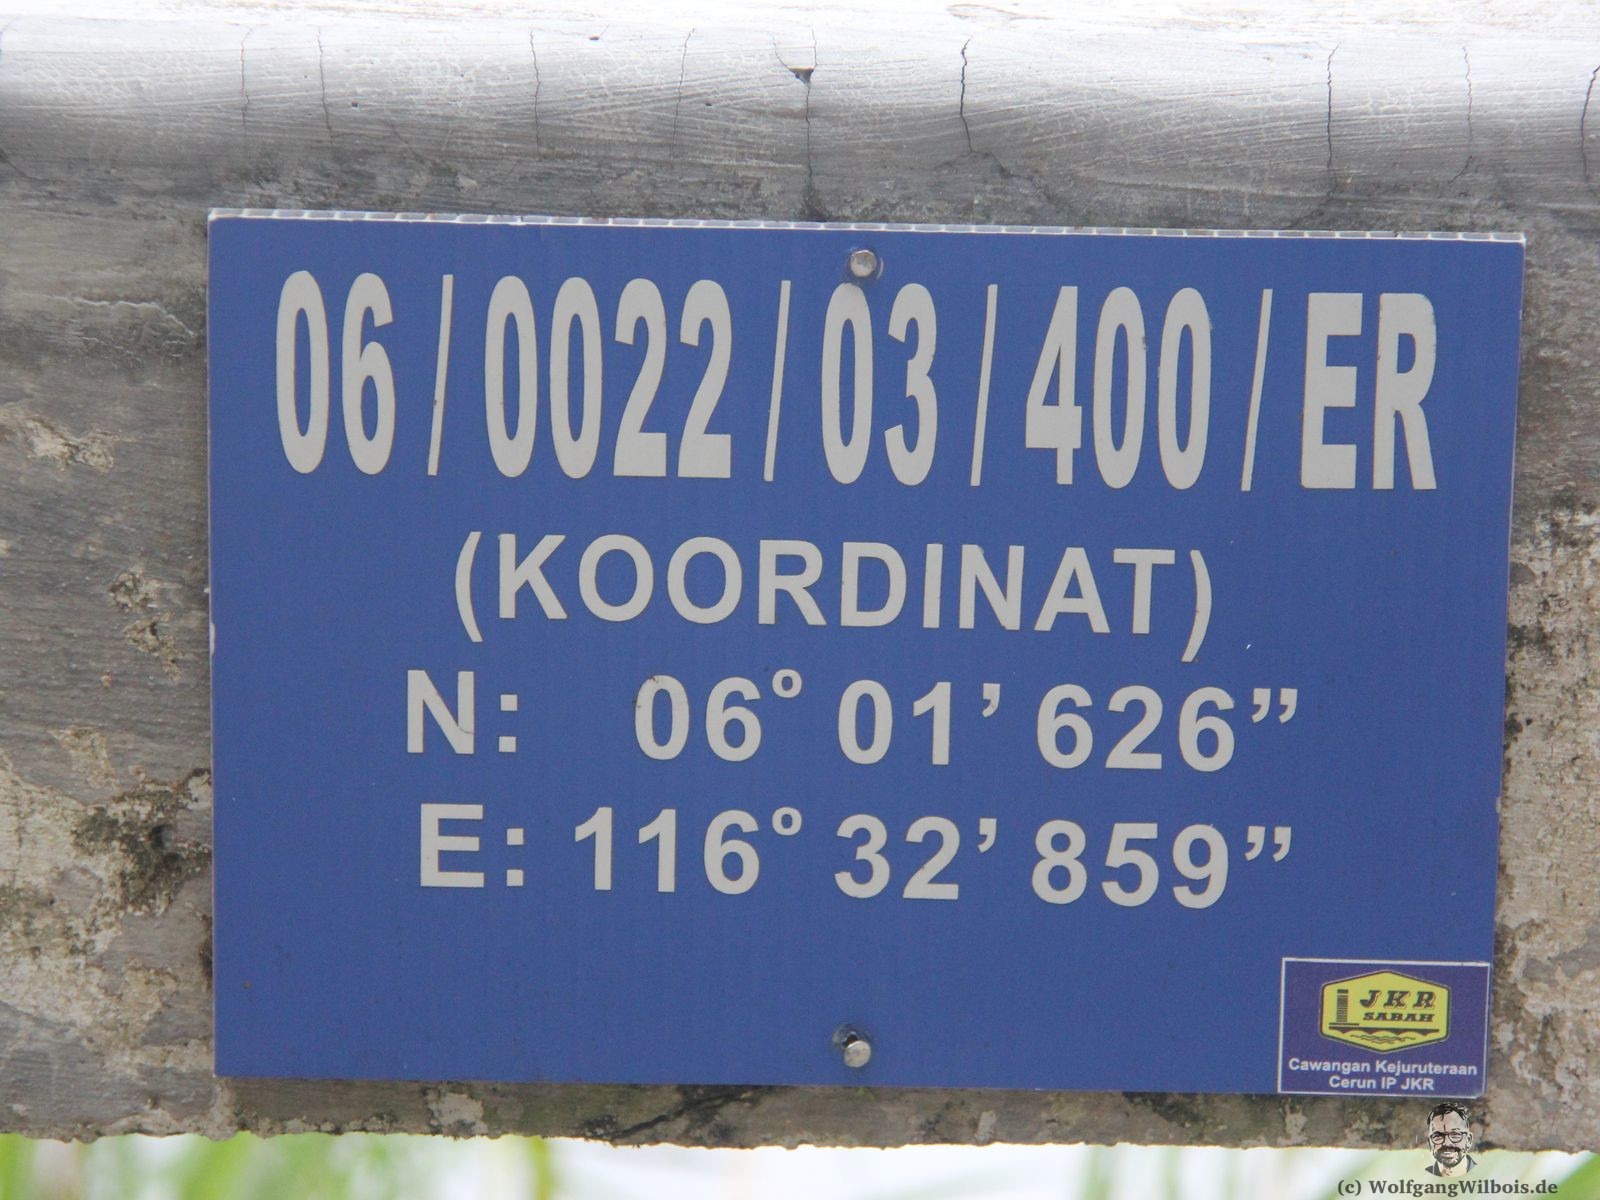 06/0022/03/400/ER
(KOORDINAT)
N: 06° 01’ 626”
E: 116° 32’ 859”
JKR
SABAH
Cawangan Kejuruteraan
Cerun IP JKR
(c) WolfgangWilbois.de